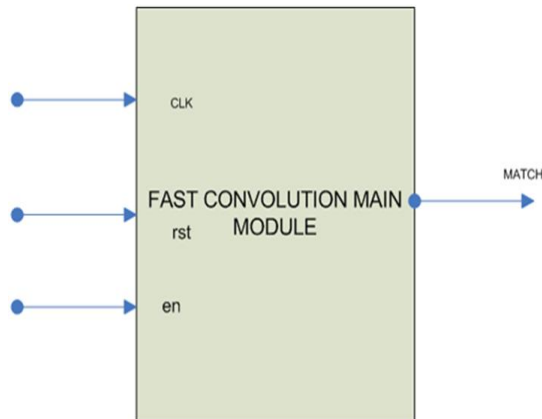 CLK
MATCH
FAST CONVOLUTION MAIN
MODULE
rst
en